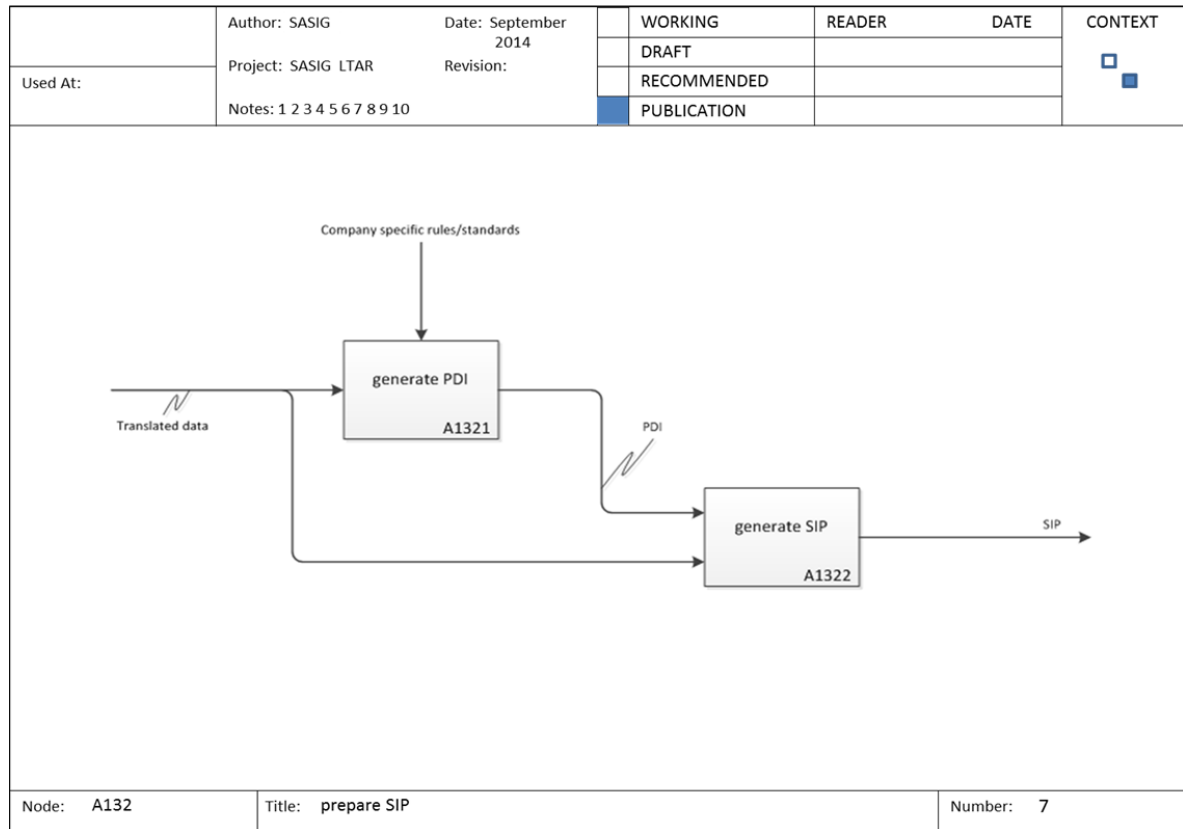 Used At:
Author: SASIG
Date: September
2014
Project: SASIG LTAR
Revision:
Notes: 1 2 3 4 5 6 7 8 9 10
WORKING
DRAFT
RECOMMENDED
PUBLICATION
READER
DATE
CONTEXT
Company specific rules/standards
generate PDI
A1321
Translated data
PDI
generate SIP
A1322
SIP
Node: A132
Title: prepare SIP
Number: 7